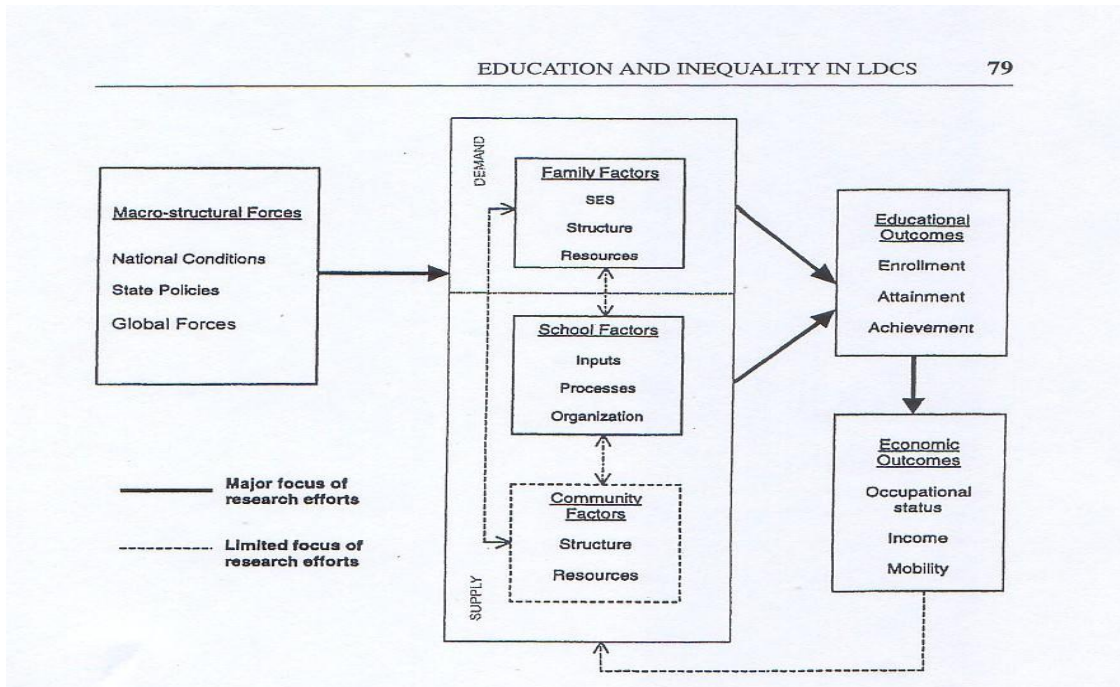 EDUCATION AND INEQUALITY IN LDCS 79
Macro-structural Forces
National Conditions
State Policies
Global Forces
DEMAND
Family Factors
SES
Structure
Resources
School Factors
Inputs
Processes
Organization
Community
Factors
Structure
Resources
SUPPLY
Educational
Outcomes
Enrollment
Attainment
Achievement
Economic
Outcomes
Occupational
status
Income
Mobility
Major focus of
research efforts
Limited focus of
research efforts